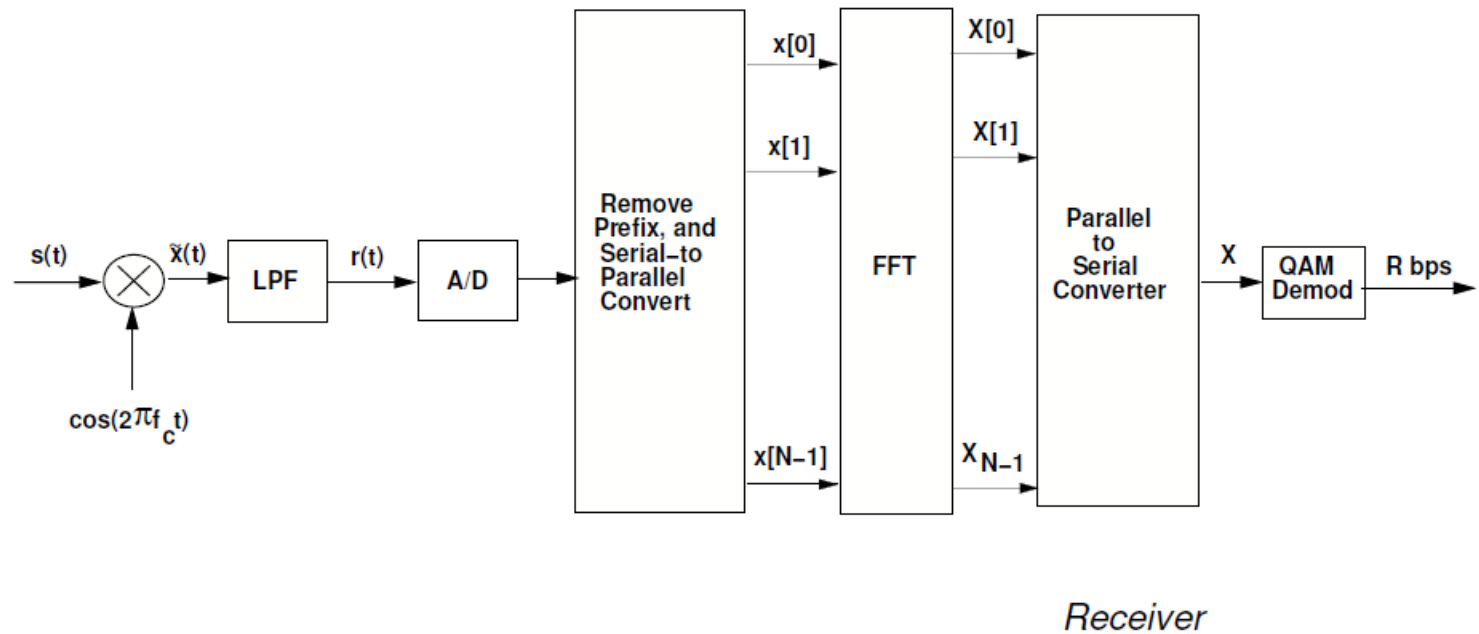 s(t)
x̃(t)
LPF
r(t)
A/D
cos(2πf_c t)
Remove
Prefix, and
Serial–to
Parallel
Convert
x[0]
x[1]
x[N–1]
FFT
X[0]
X[1]
X_N–1
Parallel
to
Serial
Converter
X
QAM
Demod
R bps
Receiver